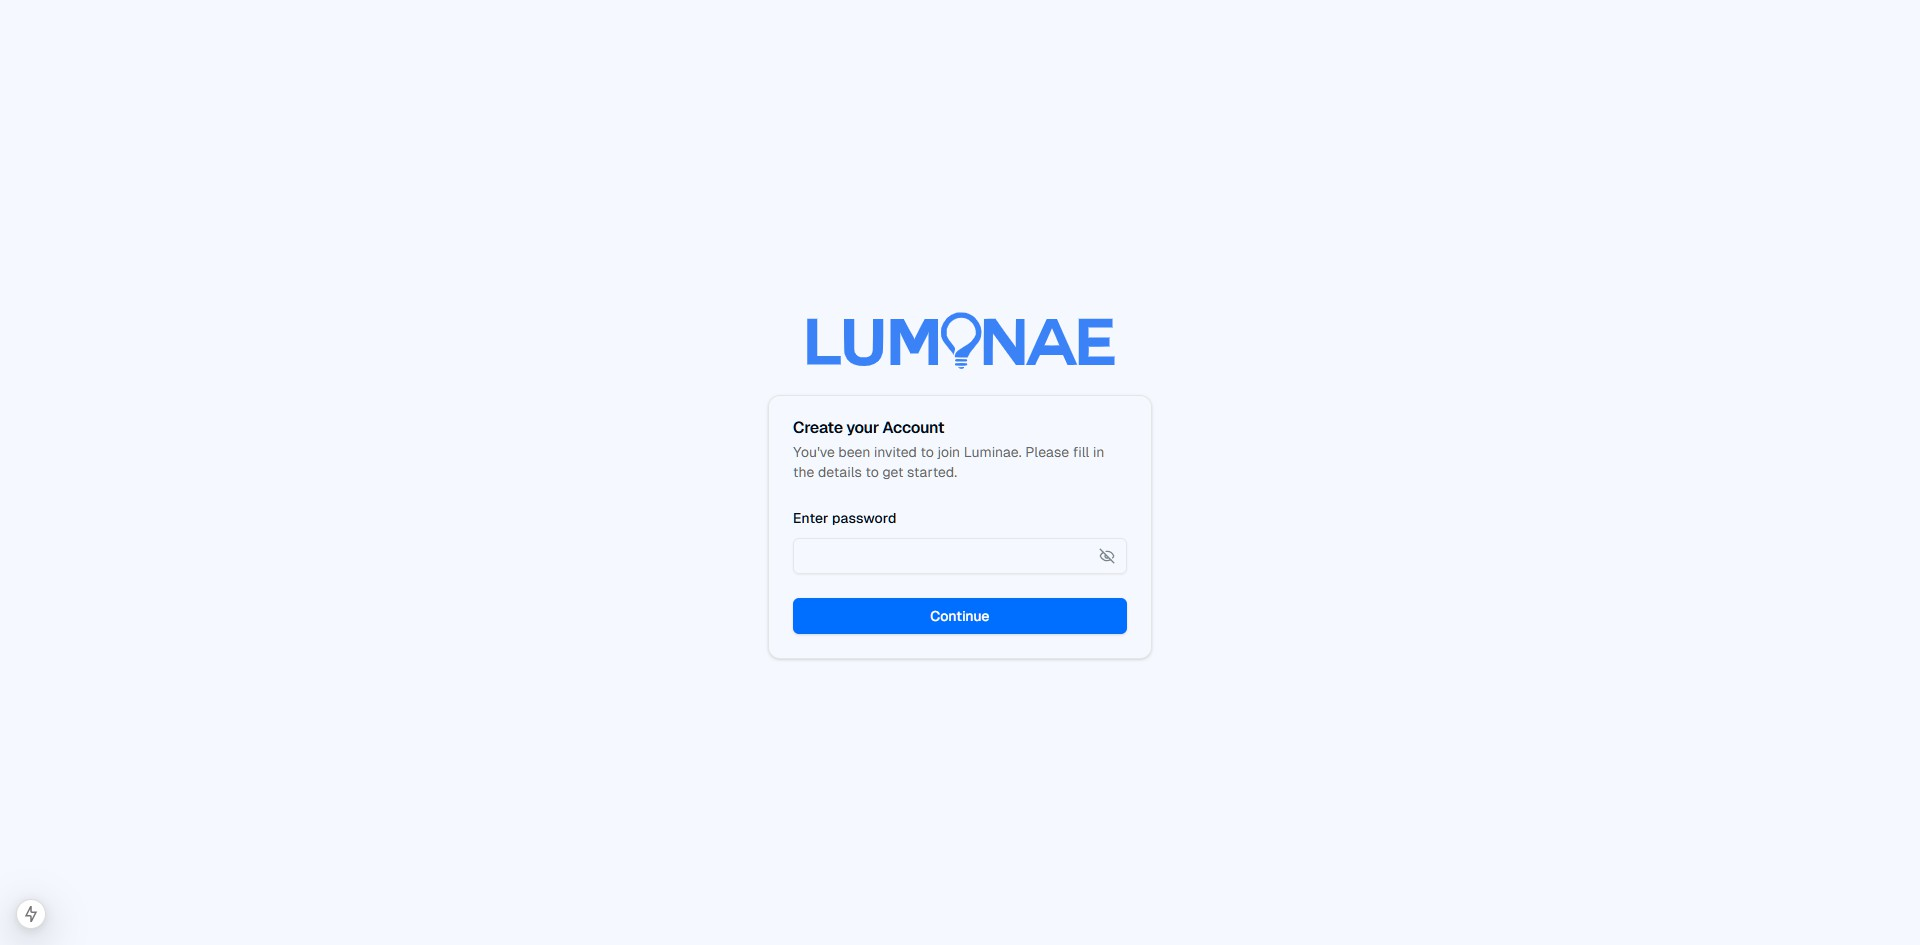 LUMINAE
Create your Account
You've been invited to join Luminae. Please fill in
the details to get started.
Enter password
Continue